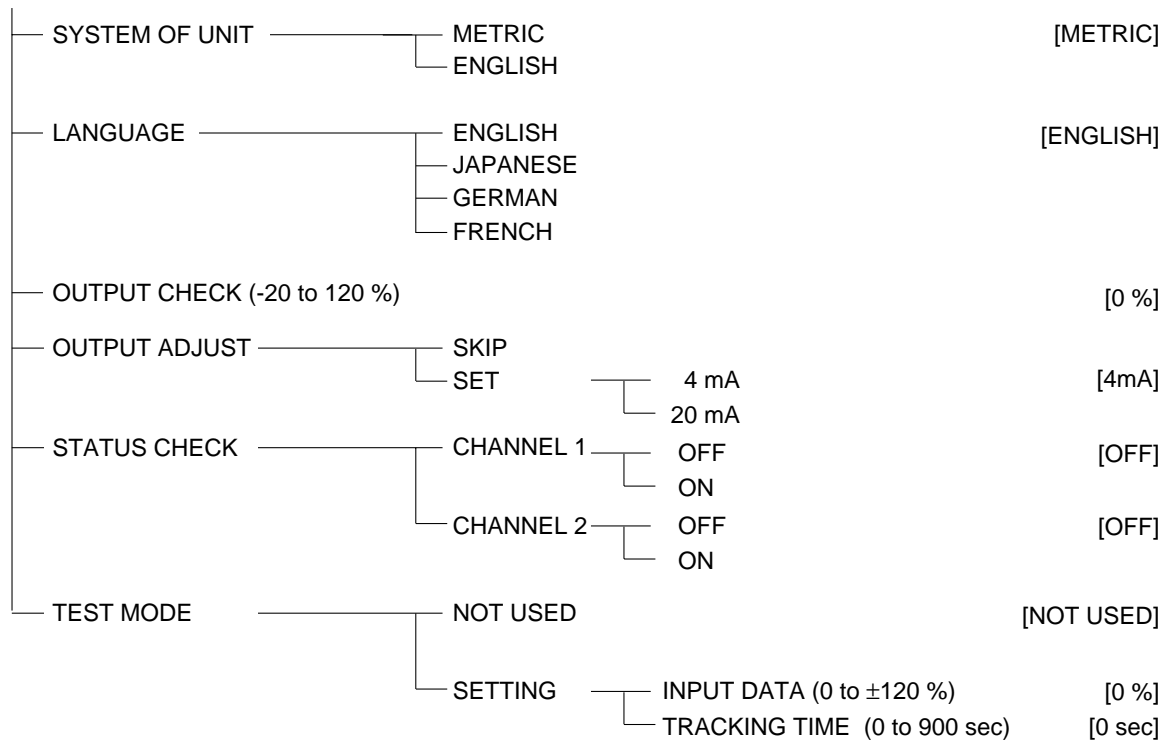 SYSTEM OF UNIT METRIC [METRIC]
ENGLISH
LANGUAGE ENGLISH [ENGLISH]
JAPANESE
GERMAN
FRENCH
OUTPUT CHECK (-20 to 120 %) [0 %]
OUTPUT ADJUST SKIP
SET 4 mA [4mA]
20 mA
STATUS CHECK CHANNEL 1 OFF [OFF]
ON
CHANNEL 2 OFF [OFF]
ON
TEST MODE NOT USED [NOT USED]
SETTING INPUT DATA (0 to ±120 %) [0 %]
TRACKING TIME (0 to 900 sec) [0 sec]